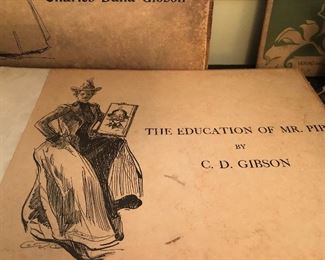 Charles Dana Gibson
THE EDUCATION OF MR. PIP
BY
C. D. GIBSON